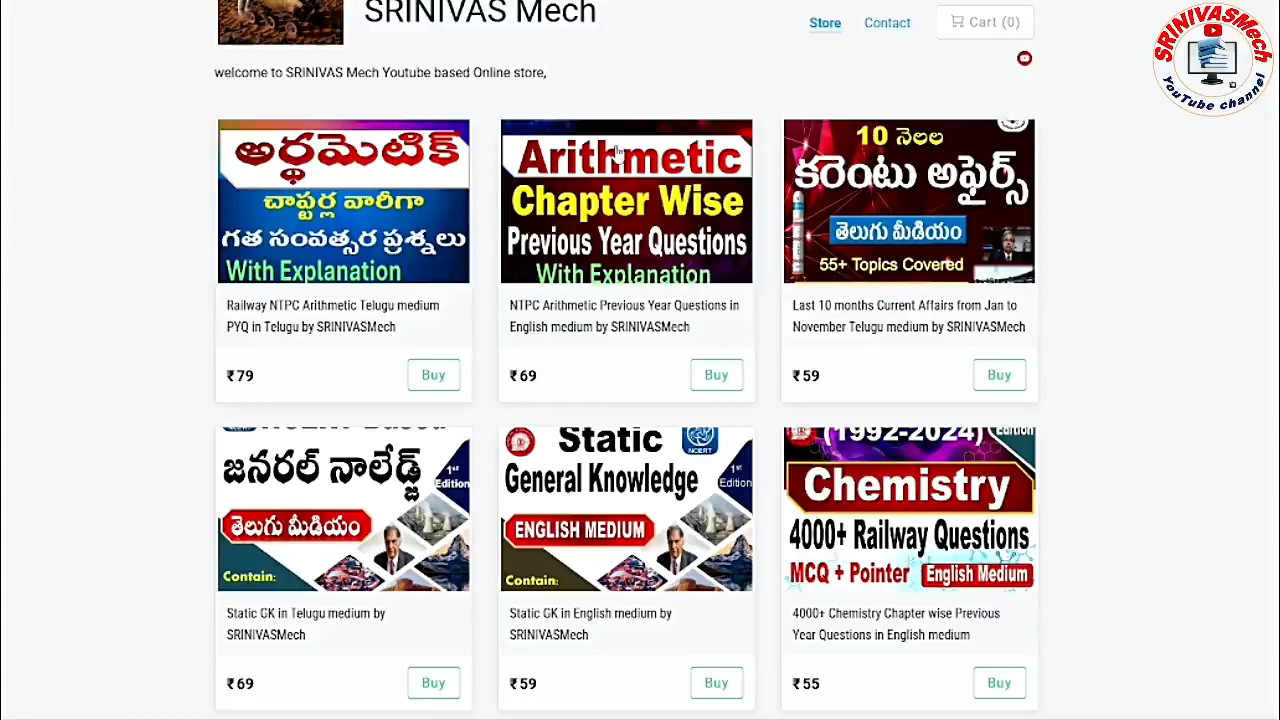 SRINIVAS Mech
Store
Contact
Cart (0)
SRINIVASMech
YouTube channel
welcome to SRINIVAS Mech Youtube based Online store,
అర్థమెటిక్
చాప్టర్ల వారీగా
గత సంవత్సర ప్రశ్నలు
With Explanation
Railway NTPC Arithmetic Telugu medium
PYQ in Telugu by SRINIVASMech
₹79
Buy
Arithmetic
Chapter Wise
Previous Year Questions
With Explanation
NTPC Arithmetic Previous Year Questions in
English medium by SRINIVASMech
₹69
Buy
10 నెలల
కరెంటు అఫైర్స్
తెలుగు మీడియం
55+ Topics Covered
Last 10 months Current Affairs from Jan to
November Telugu medium by SRINIVASMech
₹59
Buy
జనరల్ నాలేడ్జ్
1st
Edition
తెలుగు మీడియం
Contain:
Static GK in Telugu medium by
SRINIVASMech
₹69
Buy
Static
NCERT
General Knowledge
1st
Edition
ENGLISH MEDIUM
Contain:
Static GK in English medium by
SRINIVASMech
₹59
Buy
(1992-2024)
Edition
Chemistry
4000+ Railway Questions
MCQ + Pointer
English Medium
4000+ Chemistry Chapter wise Previous
Year Questions in English medium
₹55
Buy